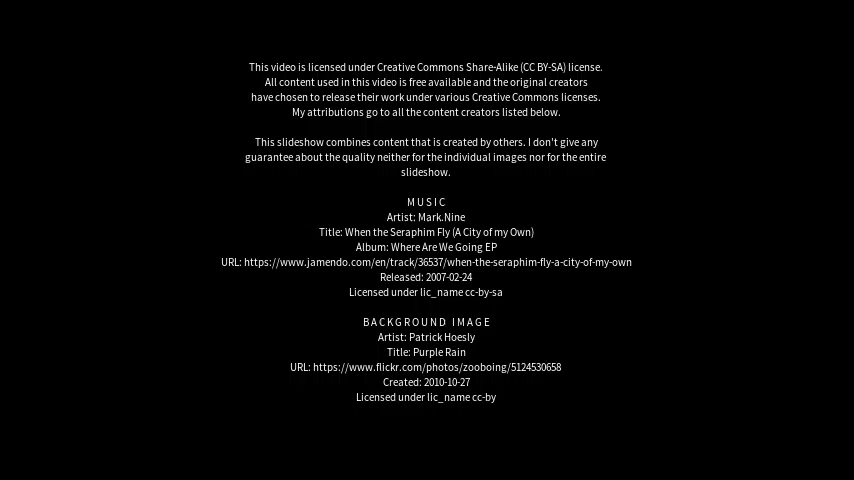 This video is licensed under Creative Commons Share-Alike (CC BY-SA) license.
All content used in this video is free available and the original creators
have chosen to release their work under various Creative Commons licenses.
My attributions go to all the content creators listed below.
This slideshow combines content that is created by others. I don't give any
guarantee about the quality neither for the individual images nor for the entire
slideshow.
MUSIC
Artist: Mark.Nine
Title: When the Seraphim Fly (A City of my Own)
Album: Where Are We Going EP
URL: https://www.jamendo.com/en/track/36537/when-the-seraphim-fly-a-city-of-my-own
Released: 2007-02-24
Licensed under lic_name cc-by-sa
BACKGROUND IMAGE
Artist: Patrick Hoesly
Title: Purple Rain
URL: https://www.flickr.com/photos/zooboing/5124530658
Created: 2010-10-27
Licensed under lic_name cc-by